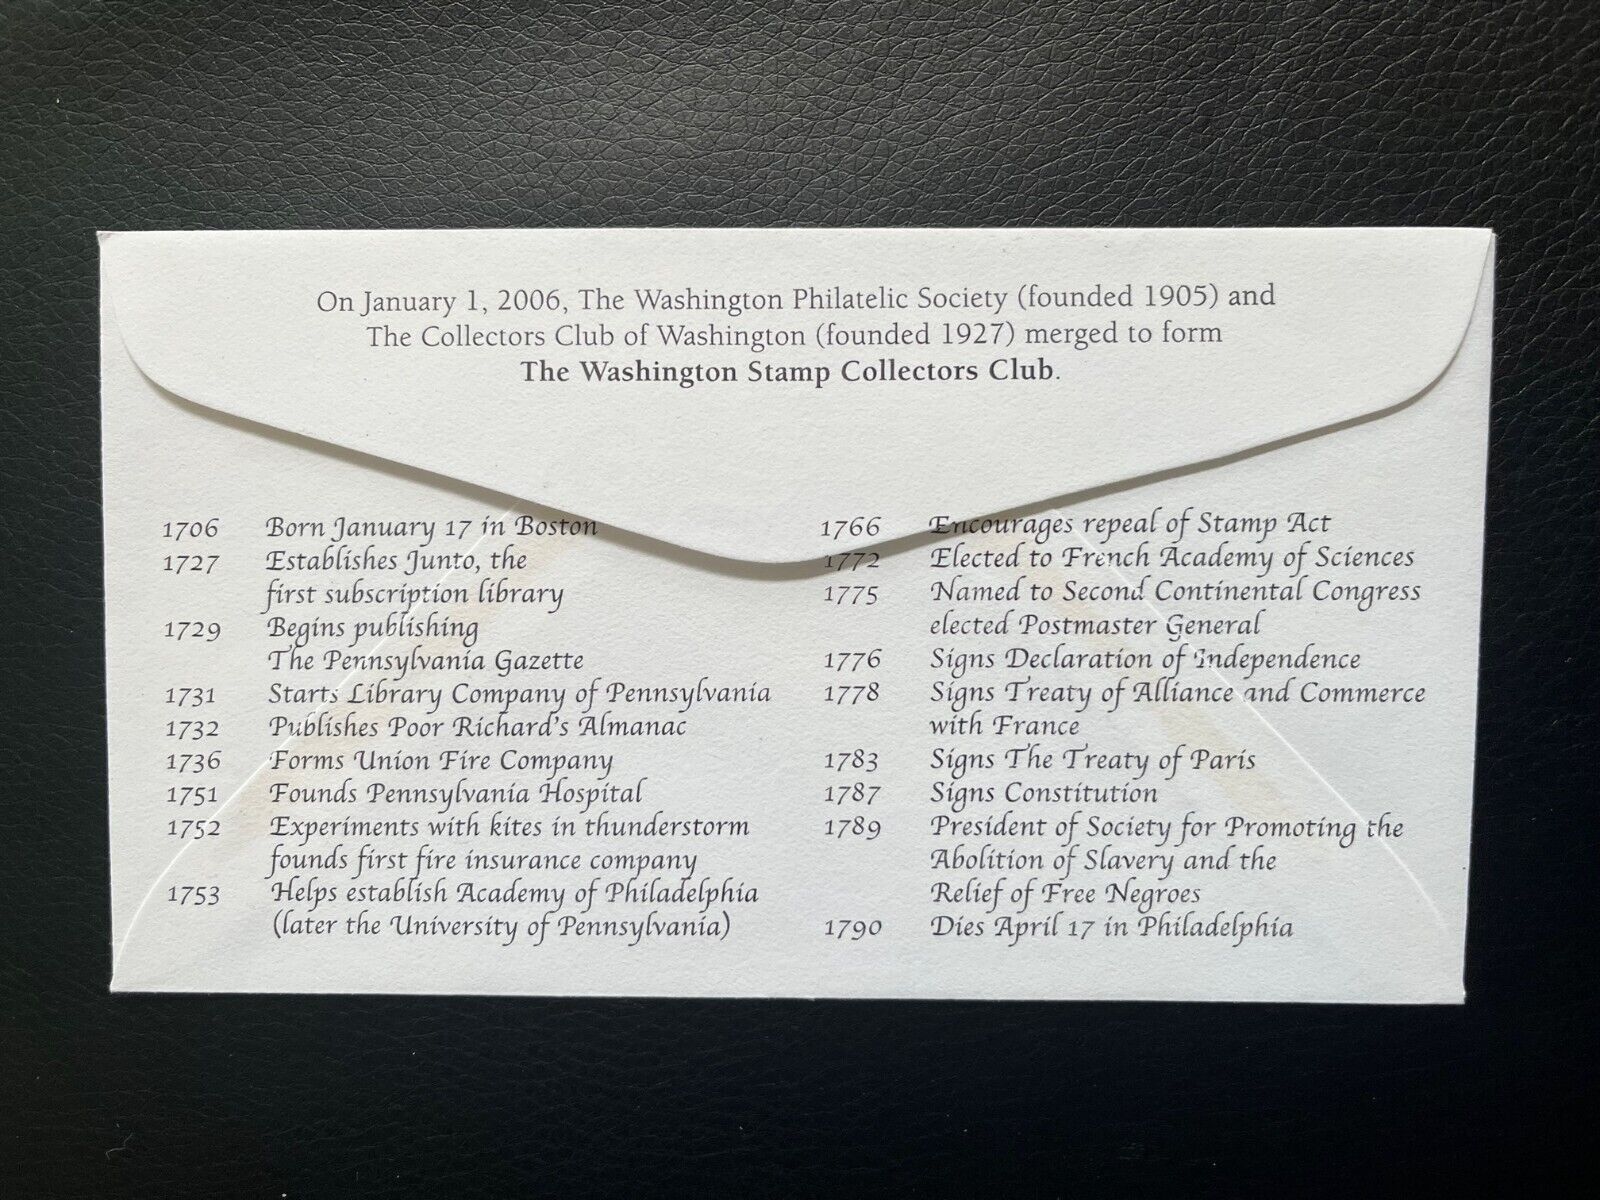 On January 1, 2006, The Washington Philatelic Society (founded 1905) and
The Collectors Club of Washington (founded 1927) merged to form
The Washington Stamp Collectors Club.
1706 Born January 17 in Boston
1727 Establishes Junto, the
first subscription library
1729 Begins publishing
The Pennsylvania Gazette
1731 Starts Library Company of Pennsylvania
1732 Publishes Poor Richard's Almanac
1736 Forms Union Fire Company
1751 Founds Pennsylvania Hospital
1752 Experiments with kites in thunderstorm
founds first fire insurance company
1753 Helps establish Academy of Philadelphia
(later the University of Pennsylvania)
1766 Encourages repeal of Stamp Act
1772 Elected to French Academy of Sciences
1775 Named to Second Continental Congress
elected Postmaster General
1776 Signs Declaration of Independence
1778 Signs Treaty of Alliance and Commerce
with France
1783 Signs The Treaty of Paris
1787 Signs Constitution
1789 President of Society for Promoting the
Abolition of Slavery and the
Relief of Free Negroes
1790 Dies April 17 in Philadelphia